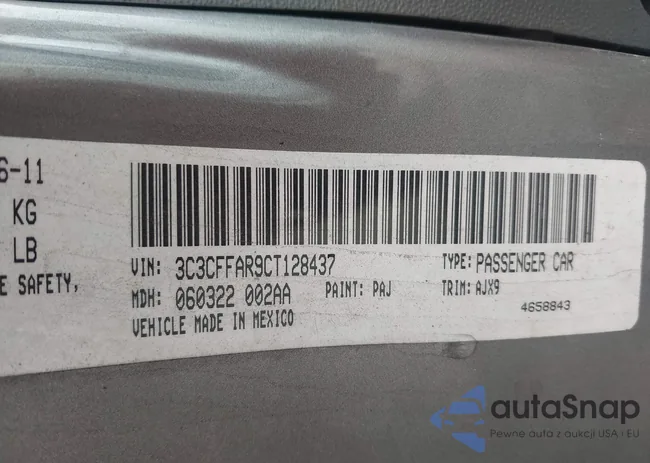 6-11
KG
LB
E SAFETY,
VIN: 3C3CFFAR9CT128437 TYPE: PASSENGER CAR
MDH: 060322 002AA PAINT: PAJ TRIM: AJX9
VEHICLE MADE IN MEXICO 4658843
autaSnap
Pewne auta z aukcji USA i EU